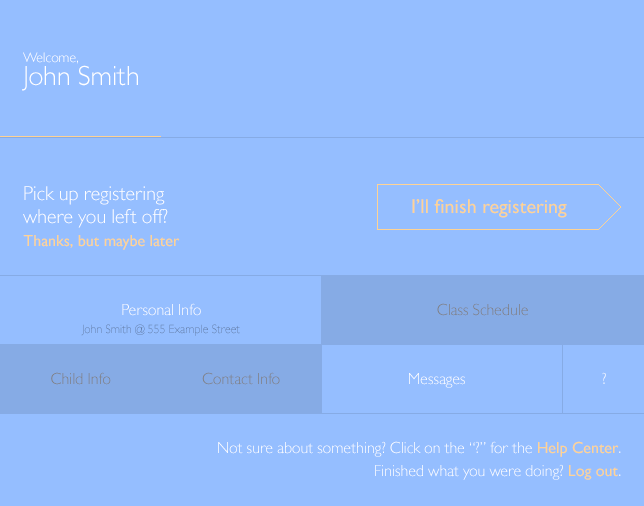 Welcome,
John Smith
Pick up registering
where you left off?
Thanks, but maybe later
I'll finish registering
Personal Info
John Smith @ 555 Example Street
Class Schedule
Child Info
Contact Info
Messages
?
Not sure about something? Click on the “?” for the Help Center.
Finished what you were doing? Log out.